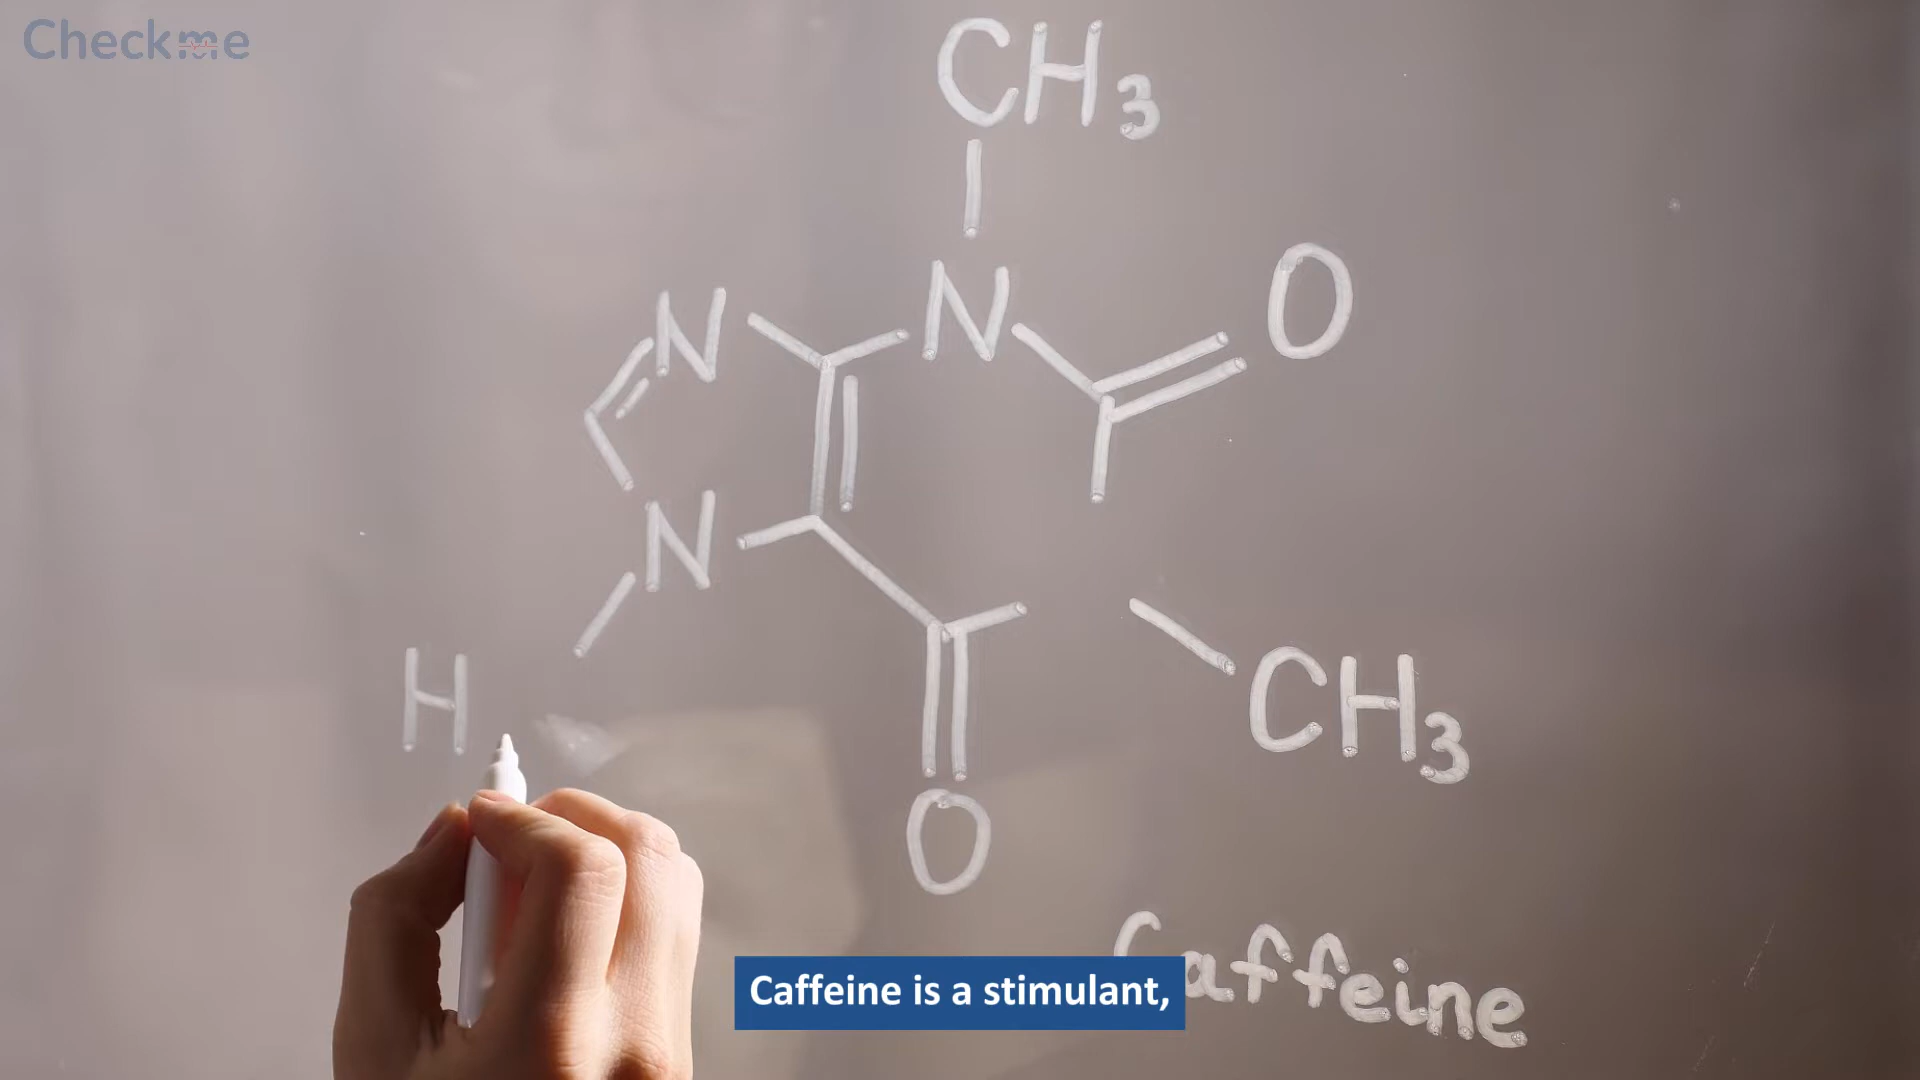 Checkme
CH3
N
O
N
N
H
CH3
O
Caffeine
Caffeine is a stimulant,